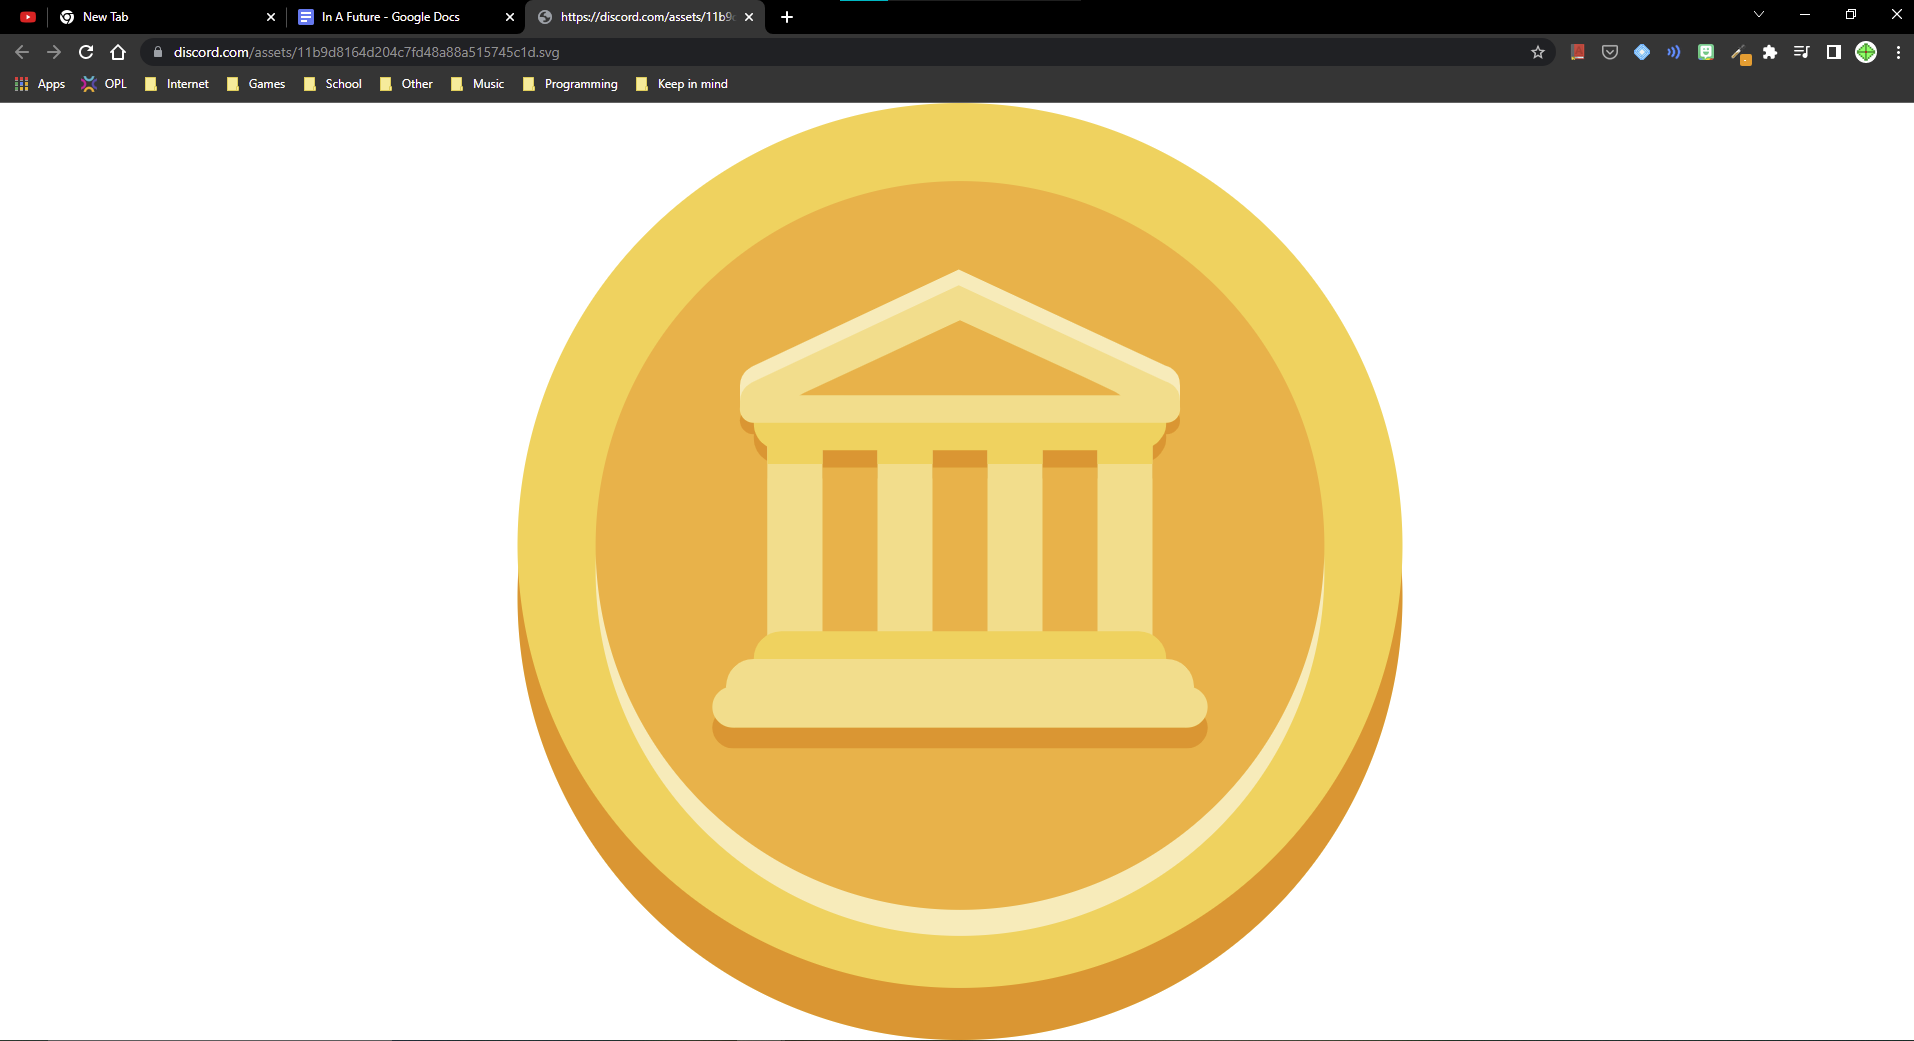 New Tab
In A Future - Google Docs
https://discord.com/assets/11b9
discord.com/assets/11b9d8164d204c7fd48a88a515745c1d.svg
Apps OPL Internet Games School Other Music Programming Keep in mind